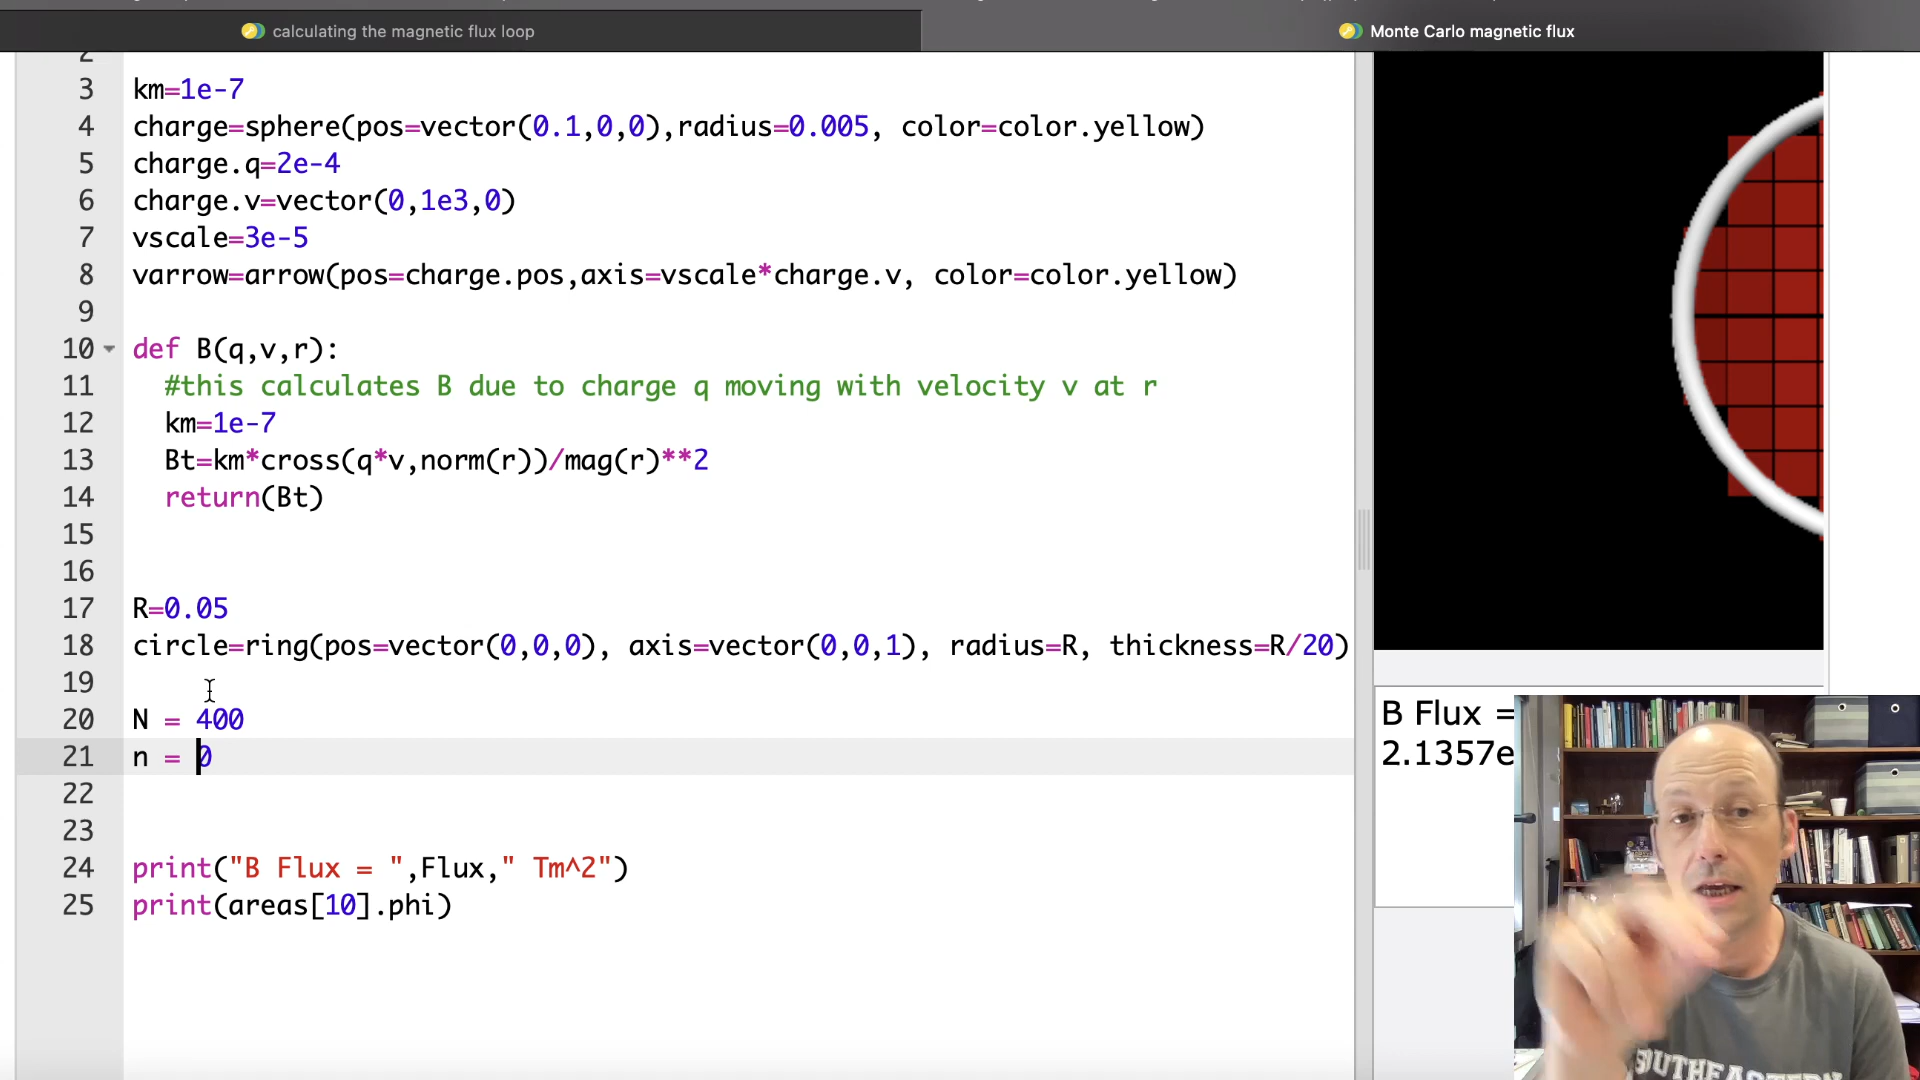 calculating the magnetic flux loop
Monte Carlo magnetic flux
2
3 km=1e-7
4 charge=sphere(pos=vector(0.1,0,0),radius=0.005, color=color.yellow)
5 charge.q=2e-4
6 charge.v=vector(0,1e3,0)
7 vscale=3e-5
8 varrow=arrow(pos=charge.pos,axis=vscale*charge.v, color=color.yellow)
9
10 def B(q,v,r):
11 #this calculates B due to charge q moving with velocity v at r
12 km=1e-7
13 Bt=km*cross(q*v,norm(r))/mag(r)**2
14 return(Bt)
15
16
17 R=0.05
18 circle=ring(pos=vector(0,0,0), axis=vector(0,0,1), radius=R, thickness=R/20)
19
20 N = 400
21 n = 0
22
23
24 print("B Flux = ",Flux," Tm^2")
25 print(areas[10].phi)
B Flux =
2.1357e
SOUTHEASTERN